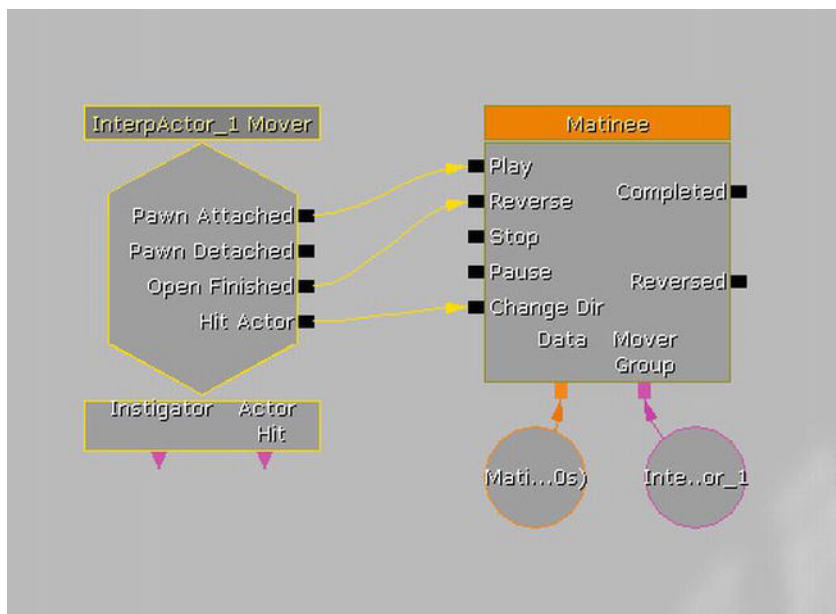 InterpActor_1 Mover
Pawn Attached
Pawn Detached
Open Finished
Hit Actor
Instigator
Actor
Hit
Matinee
Play
Reverse
Stop
Pause
Change Dir
Completed
Reversed
Data
Mover
Group
Mati...0s)
Inte..or_1